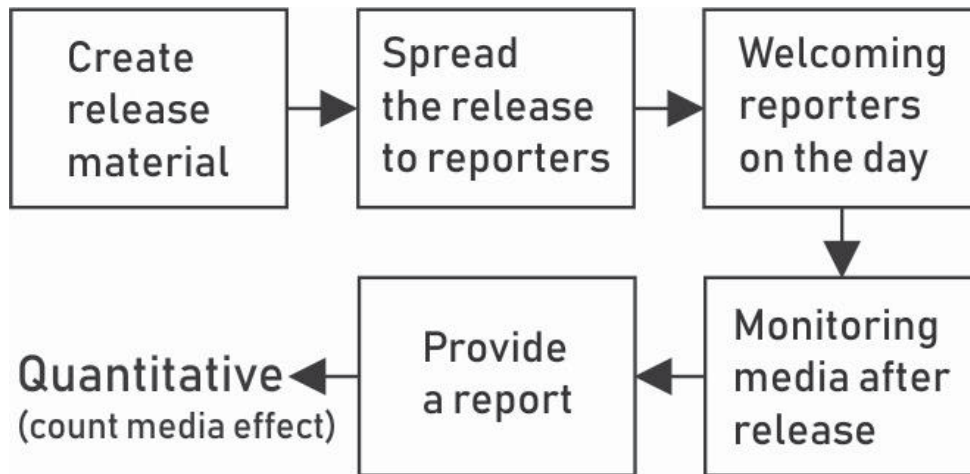 Create
release
material
Spread
the release
to reporters
Welcoming
reporters
on the day
Monitoring
media after
release
Provide
a report
Quantitative
(count media effect)